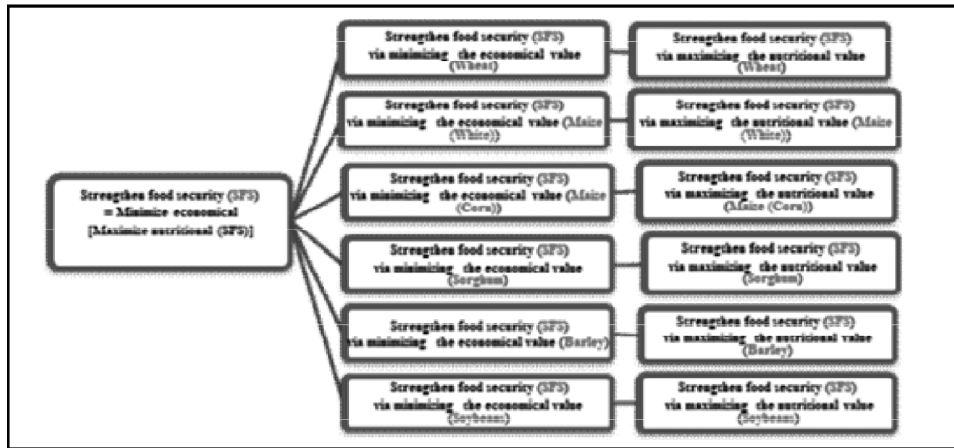 Strengthen food security (SFS)
= Minimize economical
[Maximize nutritional (SFS)]
Strengthen food security (SFS)
via minimizing the economical value
(Wheat)
Strengthen food security (SFS)
via maximizing the nutritional value
(Wheat)
Strengthen food security (SFS)
via minimizing the economical value (Maize
(White))
Strengthen food security (SFS)
via maximizing the nutritional value (Maize
(White))
Strengthen food security (SFS)
via minimizing the economical value (Maize
(Corn))
Strengthen food security (SFS)
via maximizing the nutritional value
(Maize (Corn))
Strengthen food security (SFS)
via minimizing the economical value
(Sorghum)
Strengthen food security (SFS)
via maximizing the nutritional value
(Sorghum)
Strengthen food security (SFS)
via minimizing the economical value (Barley)
Strengthen food security (SFS)
via maximizing the nutritional value
(Barley)
Strengthen food security (SFS)
via minimizing the economical value
(Soybeans)
Strengthen food security (SFS)
via maximizing the nutritional value
(Soybeans)